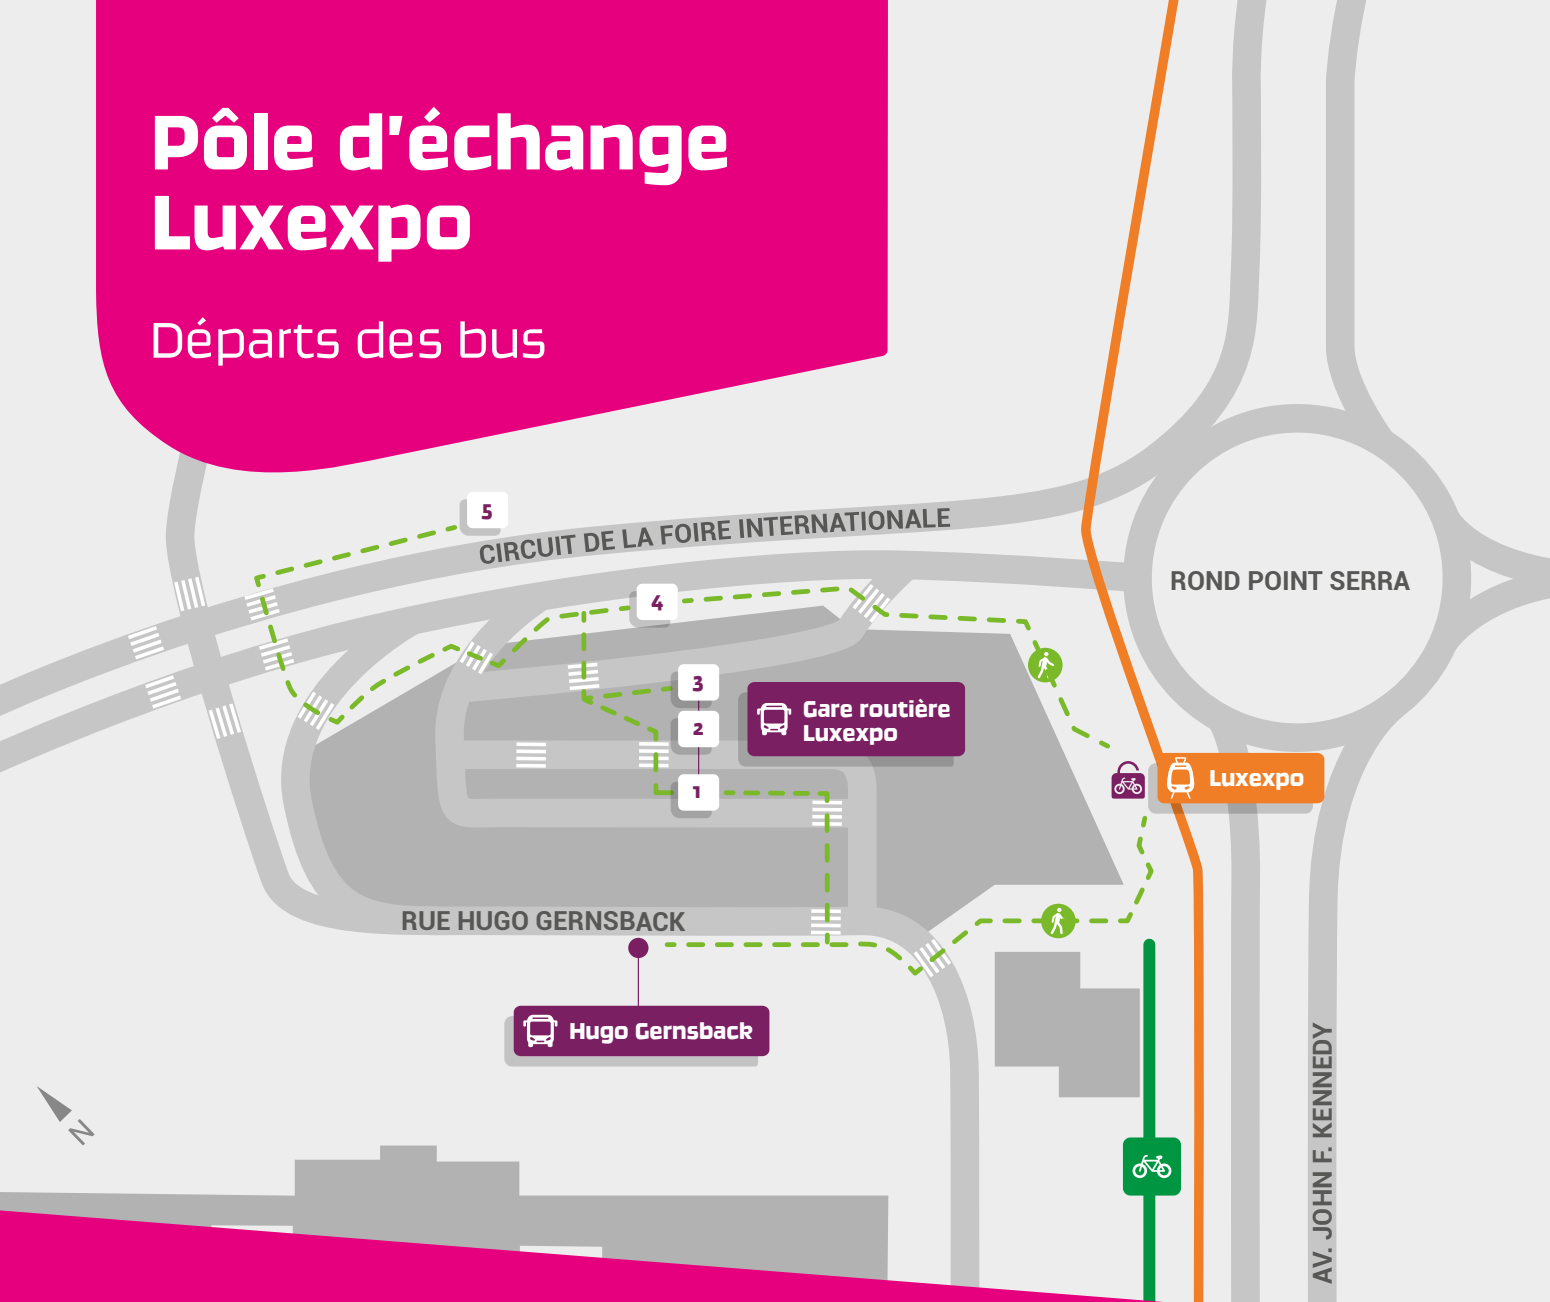 Pôle d'échange
Luxexpo
Départs des bus
5
CIRCUIT DE LA FOIRE INTERNATIONALE
ROND POINT SERRA
4
3
2
1
Gare routière
Luxexpo
Luxexpo
RUE HUGO GERNSBACK
Hugo Gernsback
AV. JOHN F. KENNEDY
N